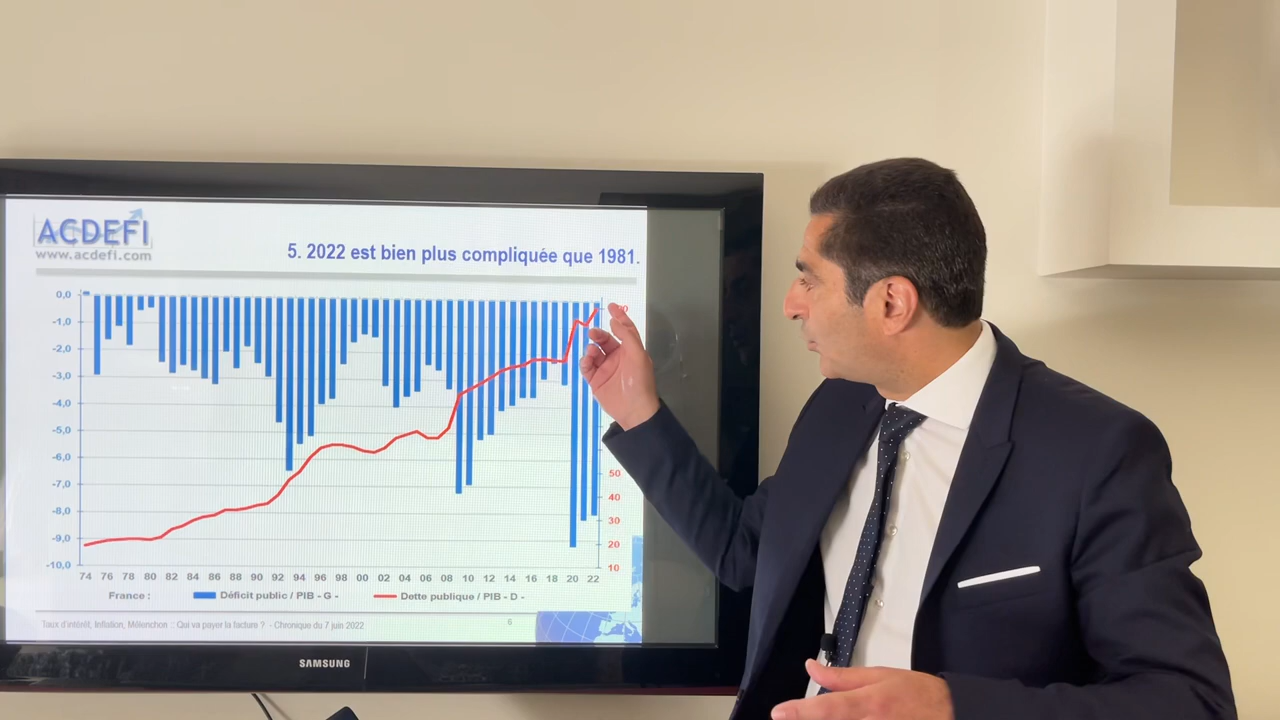 ACDEFI
www.acdefi.com
5. 2022 est bien plus compliquée que 1981.
0,0
-1,0
-2,0
-3,0
-4,0
-5,0
-6,0
-7,0
-8,0
-9,0
-10,0
50
40
30
20
10
74 76 78 80 82 84 86 88 90 92 94 96 98 00 02 04 06 08 10 12 14 16 18 20 22
France : Déficit public / PIB - G - Dette publique / PIB - D -
Taux d'intérêt, Inflation, Mélenchon : Qui va payer la facture ? - Chronique du 7 juin 2022
6
SAMSUNG